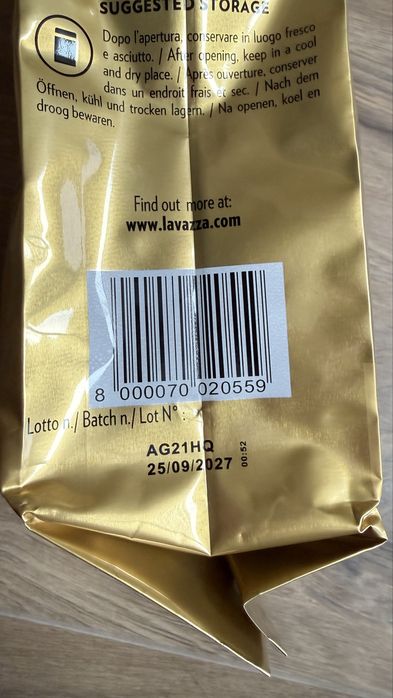 SUGGESTED STORAGE
Dopo l'apertura, conservare in luogo fresco
e asciutto. / After opening, keep in a cool
and dry place. / Après ouverture, conserver
dans un endroit frais et sec. / Nach dem
Öffnen, kühl und trocken lagern. / Na openen, koel en
droog bewaren.
Find out more at:
www.lavazza.com
8 000070 020559
Lotto n./ Batch n./ Lot N° :
AG21HQ
25/09/2027 00:52